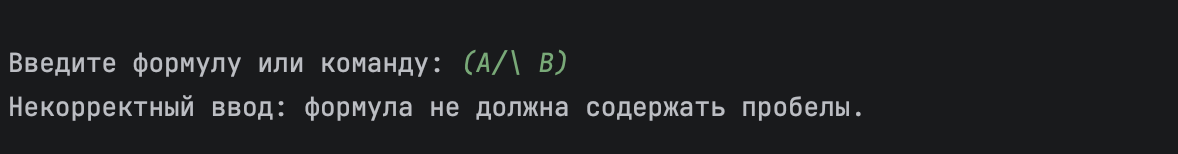 Введите формулу или команду: (A/\ B)
Некорректный ввод: формула не должна содержать пробелы.